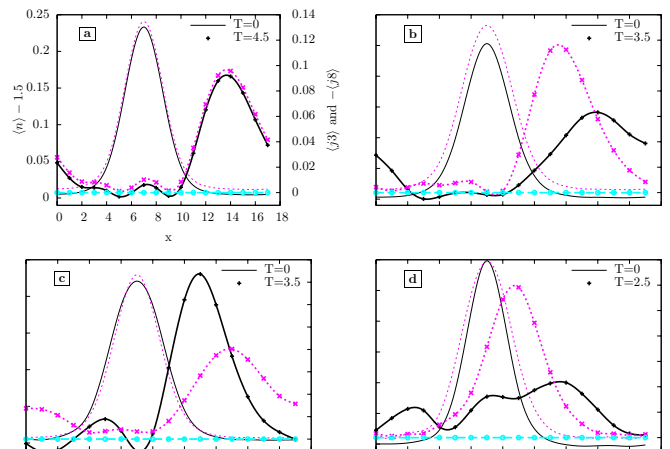 a
T=0
T=4.5
0.25
0.2
0.15
0.1
0.05
0
⟨n⟩ − 1.5
0.14
0.12
0.1
0.08
0.06
0.04
0.02
0
⟨j3⟩ and −⟨j8⟩
0 2 4 6 8 10 12 14 16 18
x
b
T=0
T=3.5
c
T=0
T=3.5
d
T=0
T=2.5